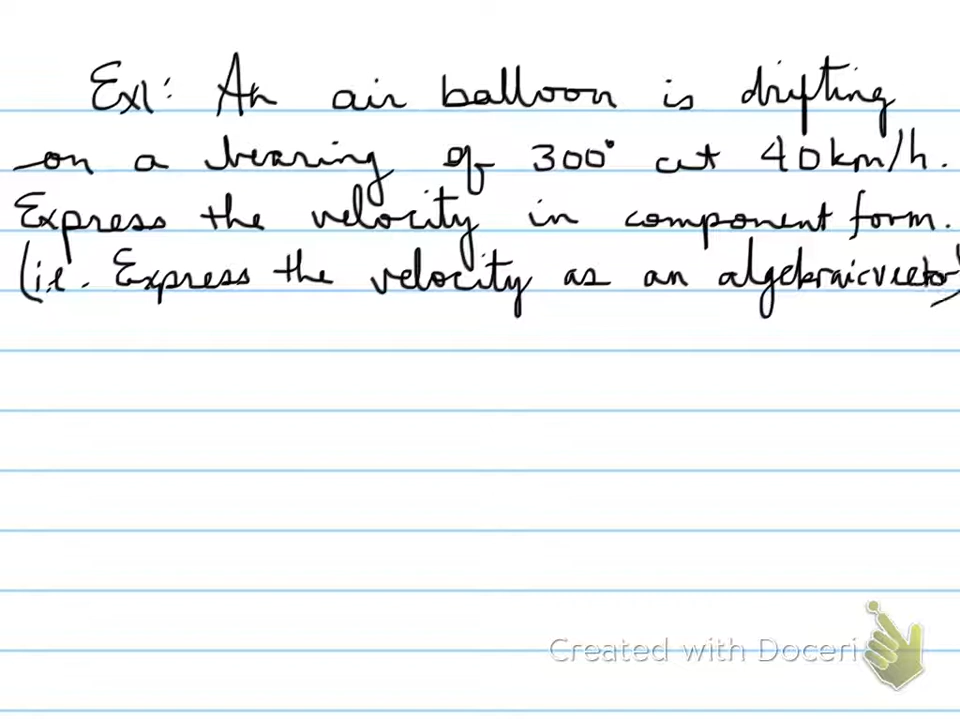 Ex1: An air balloon is drifting
on a bearing of 300° at 40km/h.
Express the velocity in component form.
(i.e. Express the velocity as an algebraic vector)
Created with Doceri